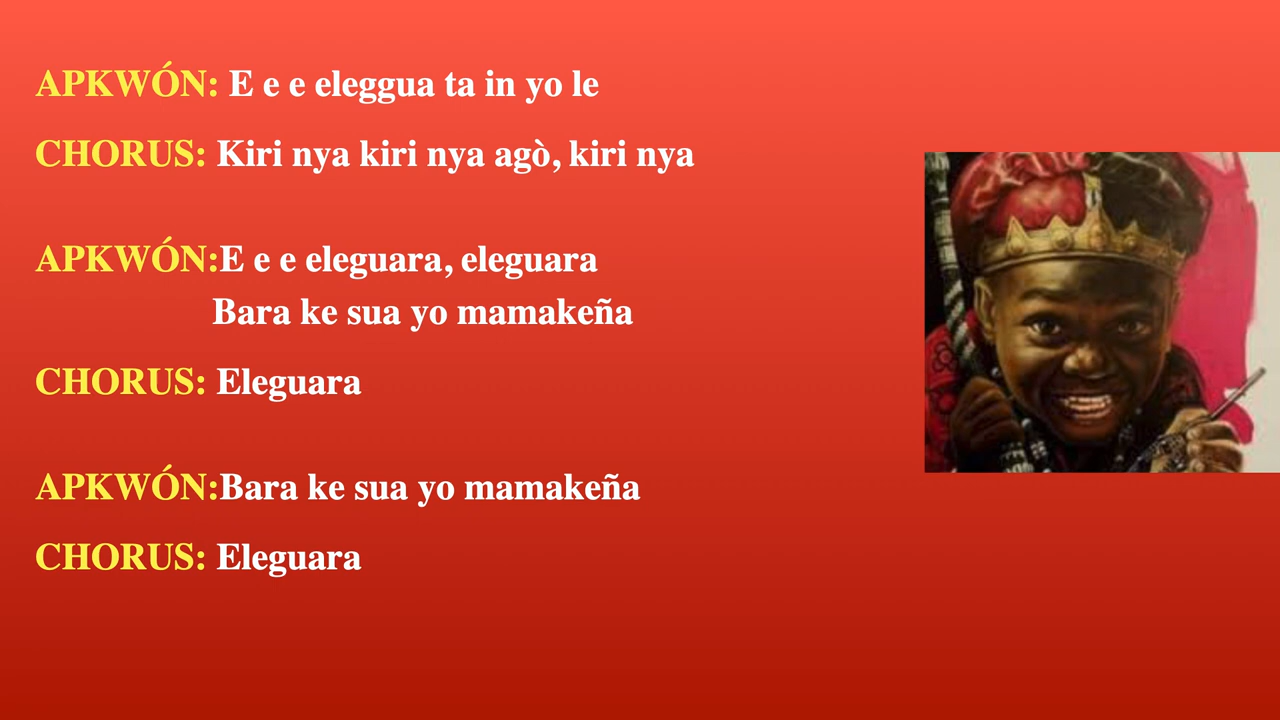 APKWÓN: E e e eleggua ta in yo le
CHORUS: Kiri nya kiri nya agò, kiri nya
APKWÓN:E e e eleguara, eleguara
Bara ke sua yo mamakeña
CHORUS: Eleguara
APKWÓN:Bara ke sua yo mamakeña
CHORUS: Eleguara